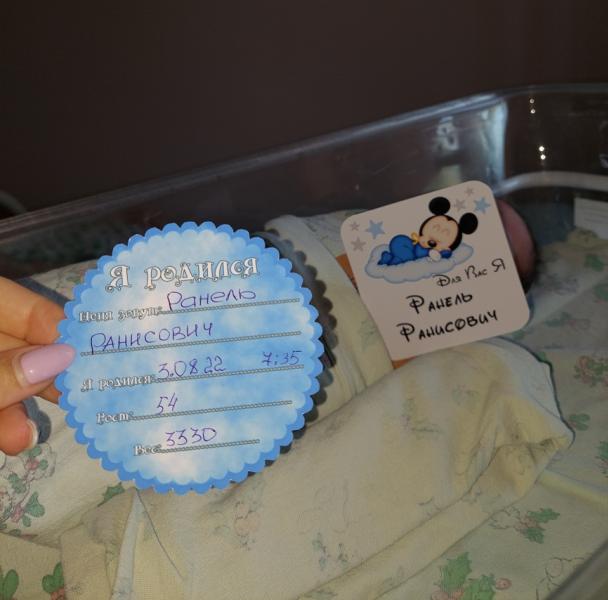 Я родился
Меня зовут: Ранель
Ранисович
Я родился: 3.08.22 7:35
Рост: 54
Вес: 3330
Для Вас Я
Ранель
Ранисович